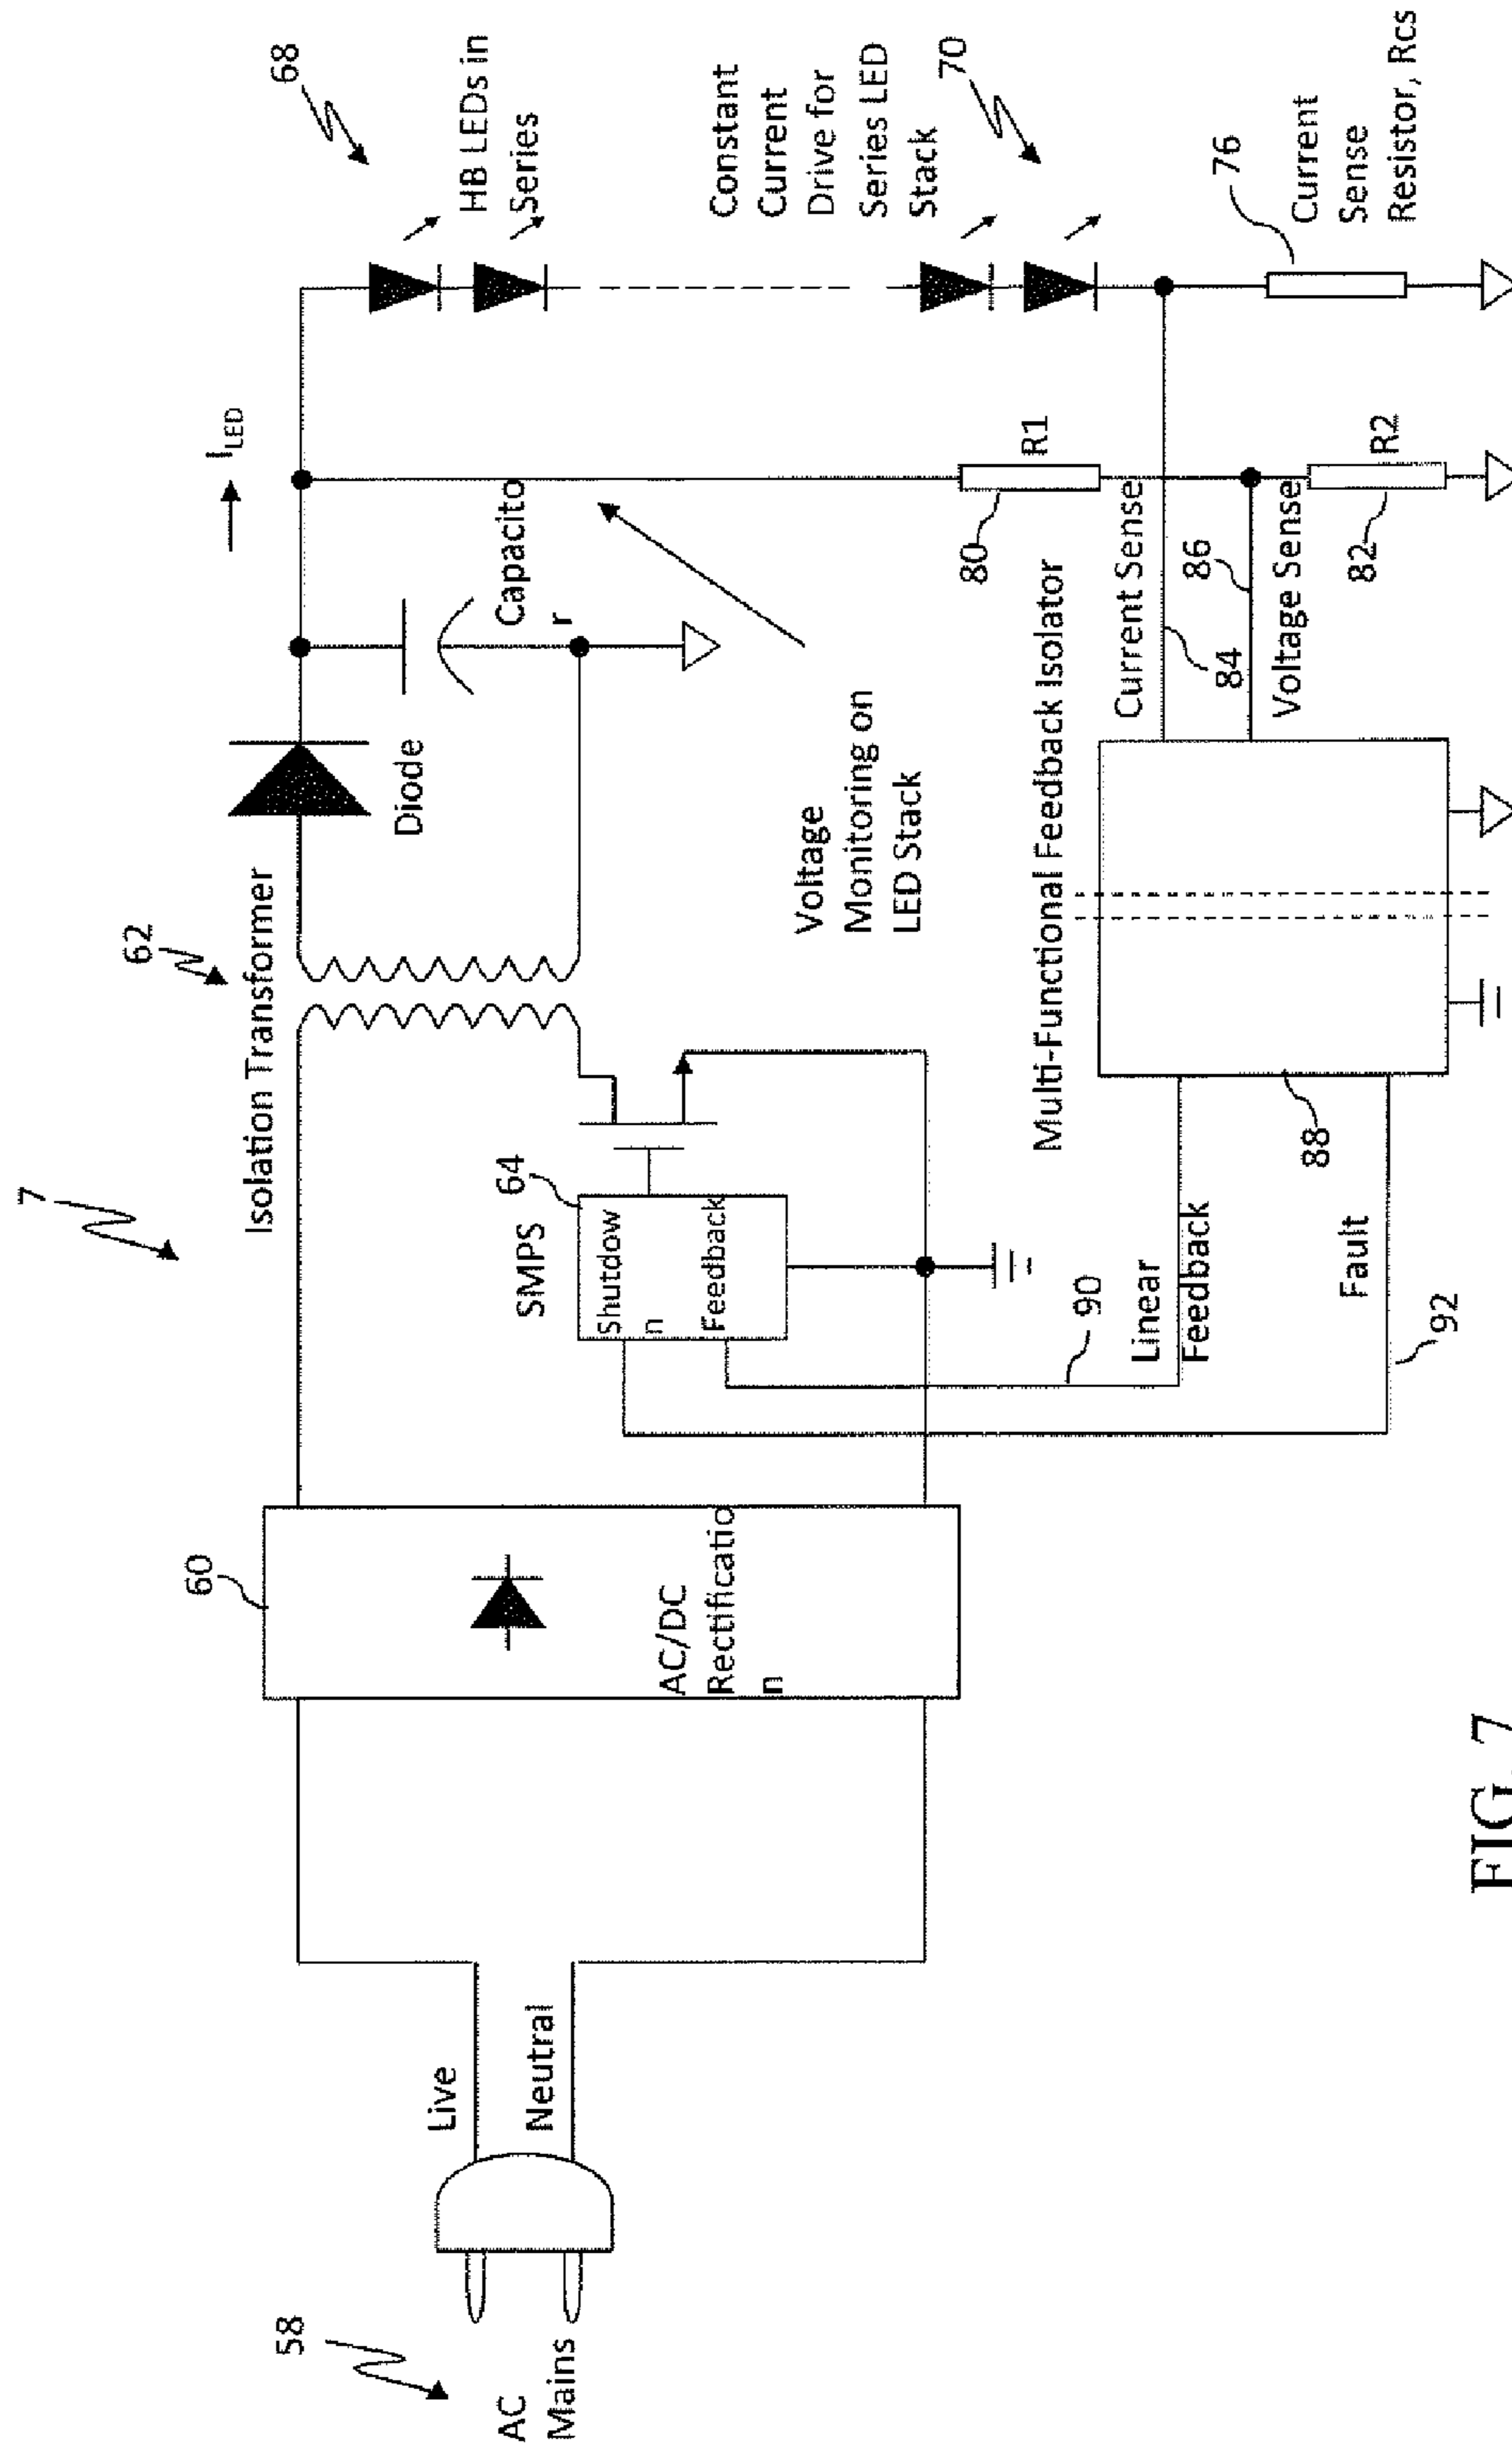 7
58
AC
Mains
Live
Neutral
60
AC/DC
Rectificatio
n
Isolation Transformer
62
SMPS
64
Shutdow
n
Feedback
Diode
Capacito
r
I LED
68
HB LEDs in
Series
Constant
Current
Drive for
Series LED
Stack
70
Voltage
Monitoring on
LED Stack
80
R1
76
Current
Sense
Resistor, Rcs
Multi-Functional Feedback Isolator
Current Sense
84
86
Voltage Sense
82
R2
90
Linear
Feedback
88
Fault
92
FIG. 7